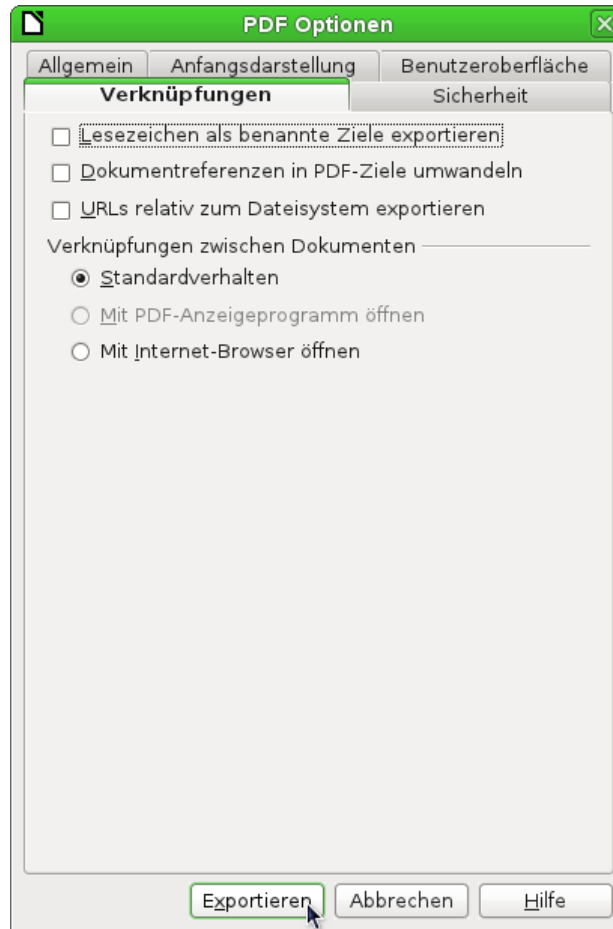 PDF Optionen
Allgemein Anfangsdarstellung Benutzeroberfläche
Verknüpfungen Sicherheit
Lesezeichen als benannte Ziele exportieren
Dokumentreferenzen in PDF-Ziele umwandeln
URLs relativ zum Dateisystem exportieren
Verknüpfungen zwischen Dokumenten
Standardverhalten
Mit PDF-Anzeigeprogramm öffnen
Mit Internet-Browser öffnen
Exportieren Abbrechen Hilfe